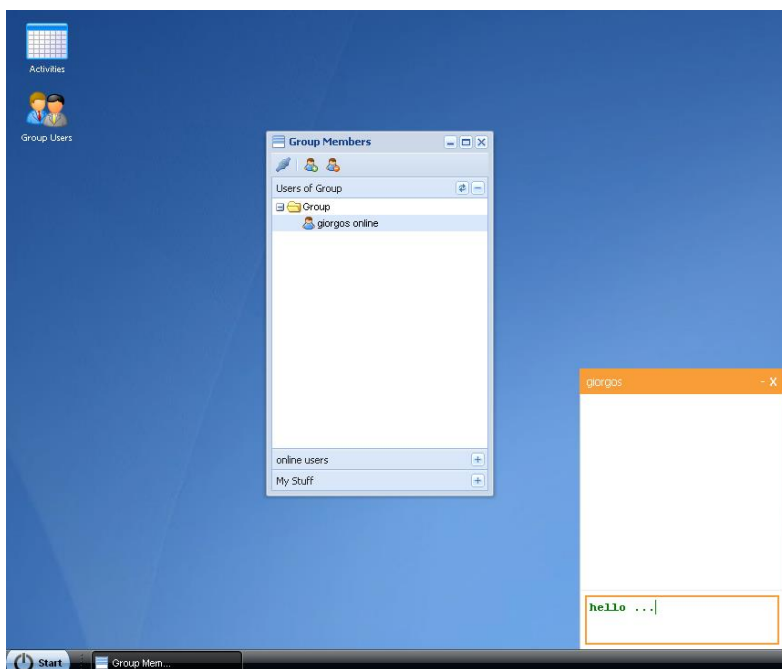 Activities
Group Users
Group Members
Users of Group
Group
giorgos online
online users
My Stuff
giorgos - X
hello ...
Start
Group Mem...